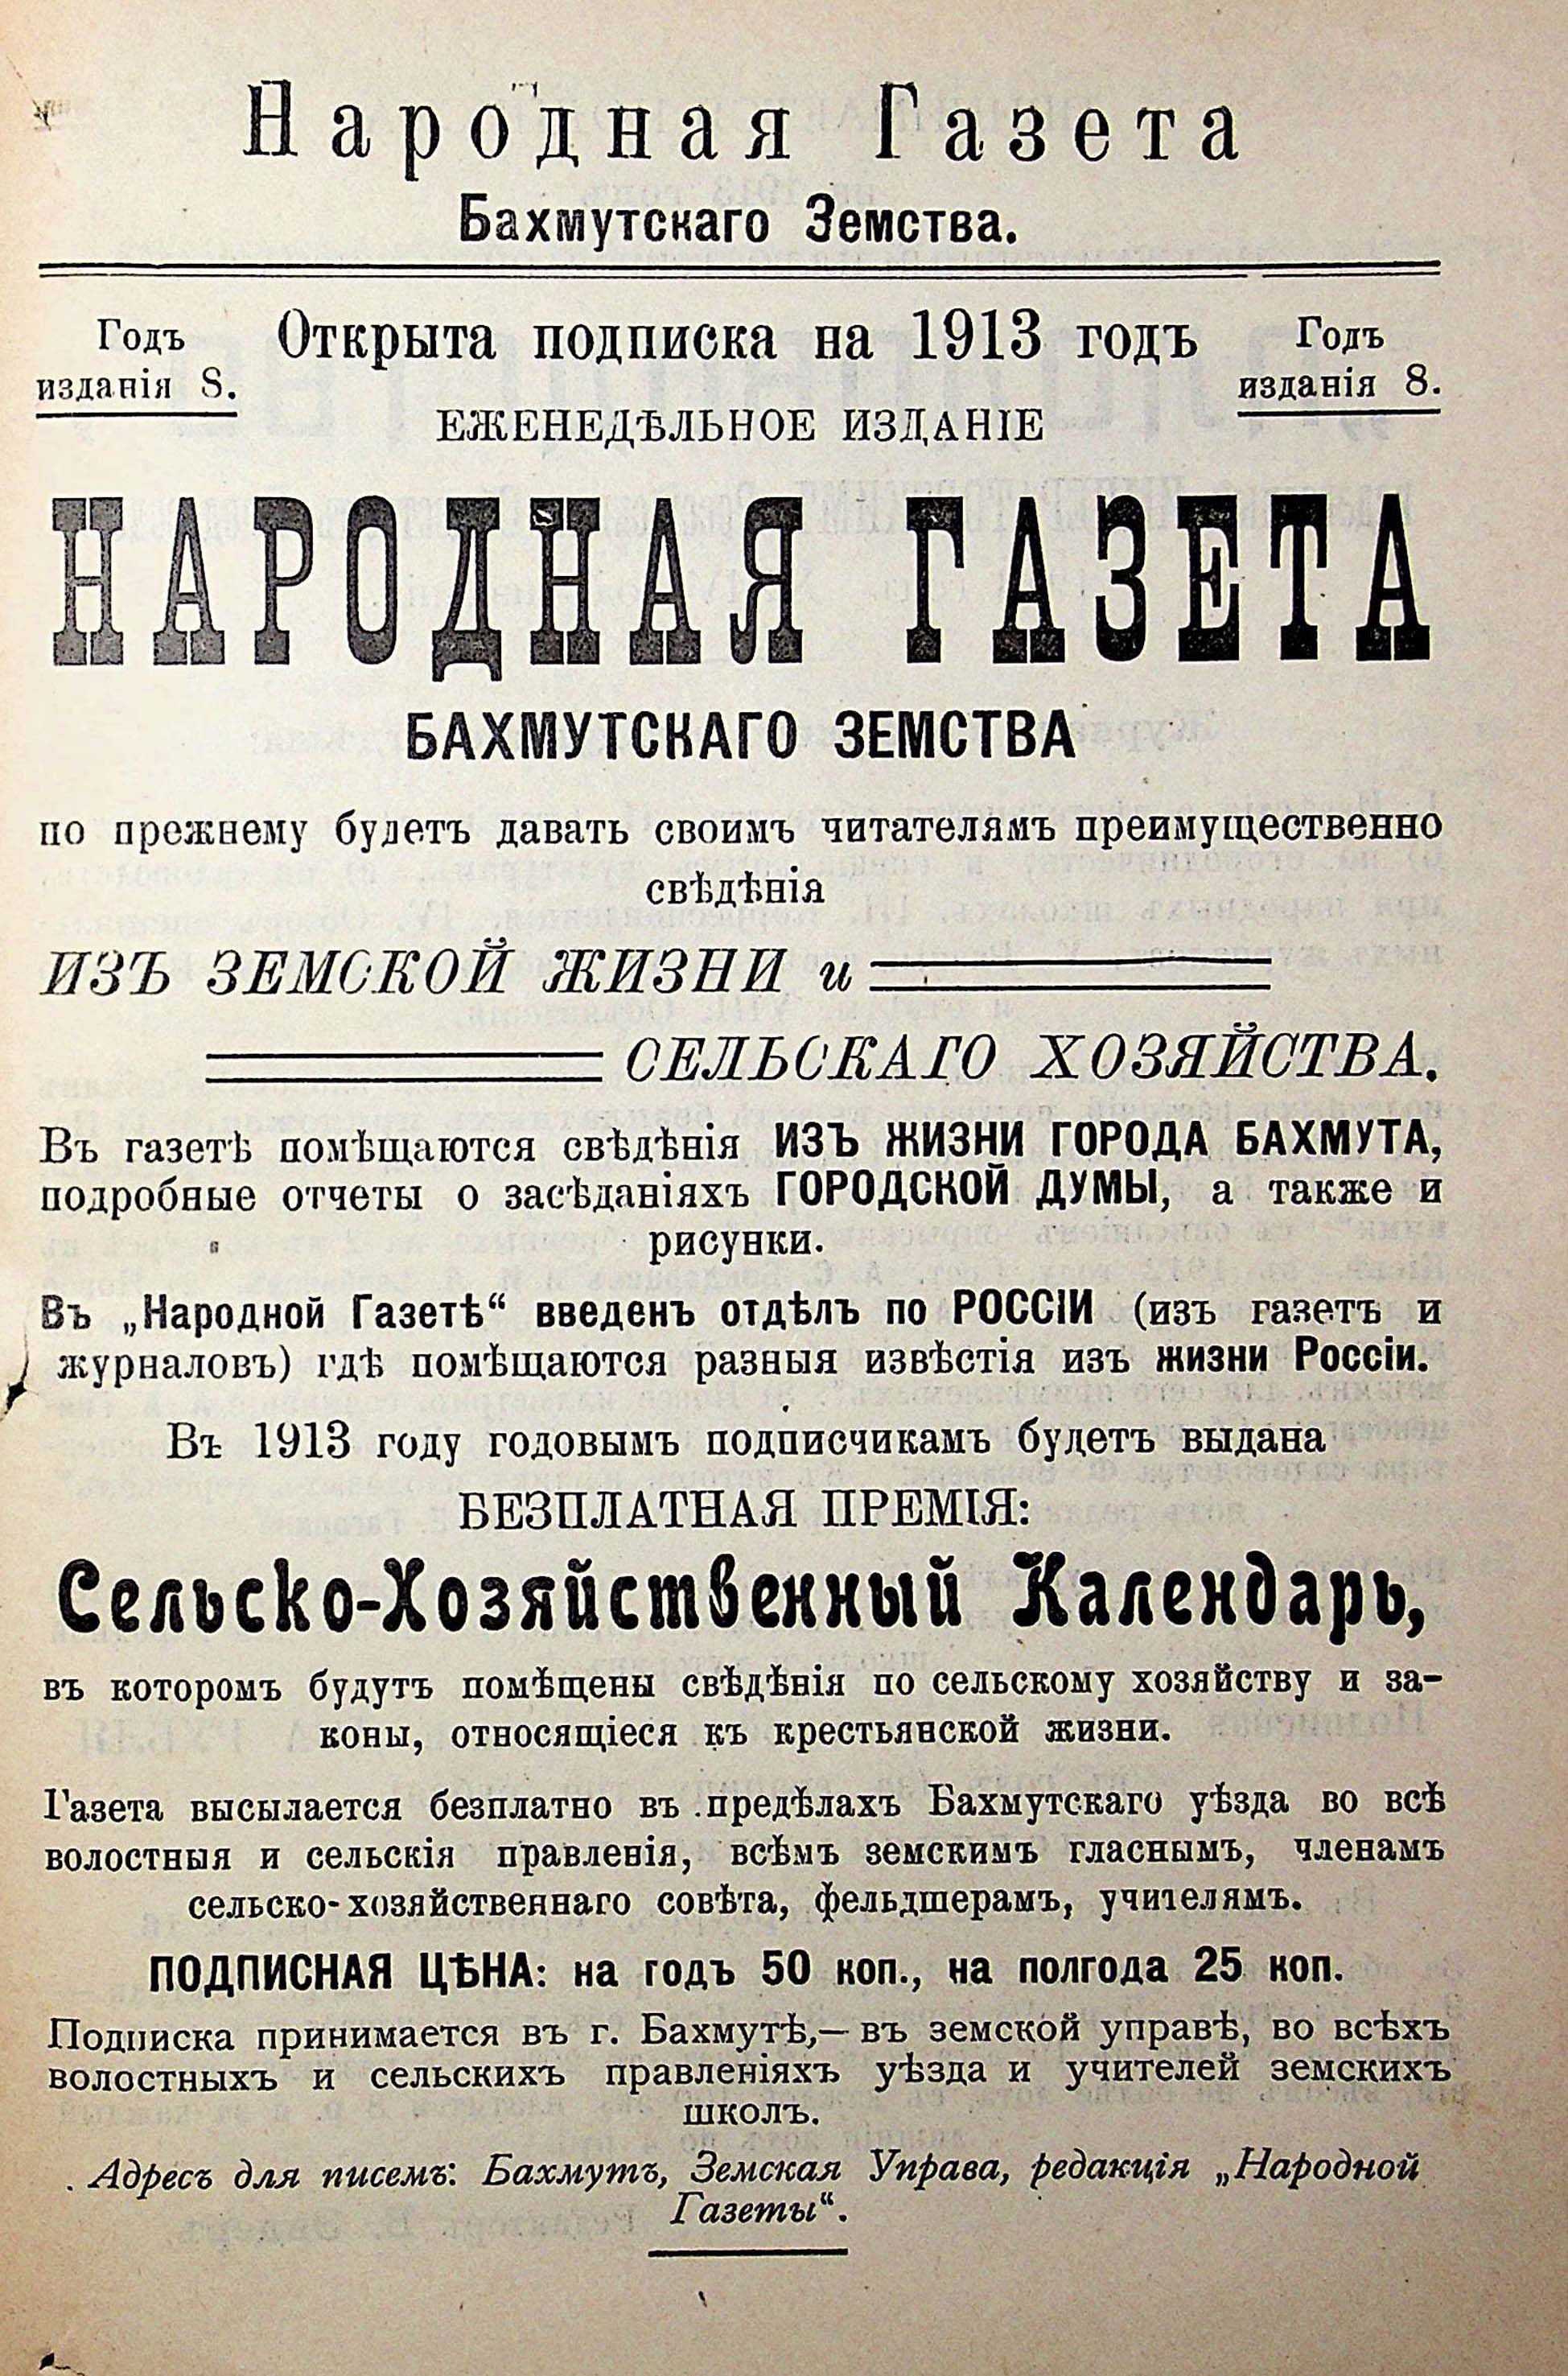 Народная Газета
Бахмутскаго Земства.
Годъ
изданія 8.
Открыта подписка на 1913 годъ
Годъ
изданія 8.
ЕЖЕНЕДѢЛЬНОЕ ИЗДАНІЕ
НАРОДНАЯ ГАЗЕТА
БАХМУТСКАГО ЗЕМСТВА
по прежнему будетъ давать своимъ читателямъ преимущественно
свѣдѣнія
ИЗЪ ЗЕМСКОЙ ЖИЗНИ и
СЕЛЬСКАГО ХОЗЯЙСТВА.
Въ газетѣ помѣщаются свѣдѣнія ИЗЪ ЖИЗНИ ГОРОДА БАХМУТА,
подробные отчеты о засѣданіяхъ ГОРОДСКОЙ ДУМЫ, а также и
рисунки.
Въ „Народной Газетѣ“ введенъ отдѣлъ по РОССІИ (изъ газетъ и
журналовъ) гдѣ помѣщаются разныя извѣстія изъ жизни Россіи.
Въ 1913 году годовымъ подписчикамъ будетъ выдана
БЕЗПЛАТНАЯ ПРЕМІЯ:
Сельско-Хозяйственный Календарь,
въ которомъ будутъ помѣщены свѣдѣнія по сельскому хозяйству и за-
коны, относящіеся къ крестьянской жизни.
Газета высылается безплатно въ предѣлахъ Бахмутскаго уѣзда во всѣ
волостныя и сельскія правленія, всѣмъ земскимъ гласнымъ, членамъ
сельско-хозяйственнаго совѣта, фельдшерамъ, учителямъ.
ПОДПИСНАЯ ЦѢНА: на годъ 50 коп., на полгода 25 коп.
Подписка принимается въ г. Бахмутѣ,— въ земской управѣ, во всѣхъ
волостныхъ и сельскихъ правленіяхъ уѣзда и учителей земскихъ
школъ.
Адресъ для писемъ: Бахмутъ, Земская Управа, редакція „Народной
Газеты“.